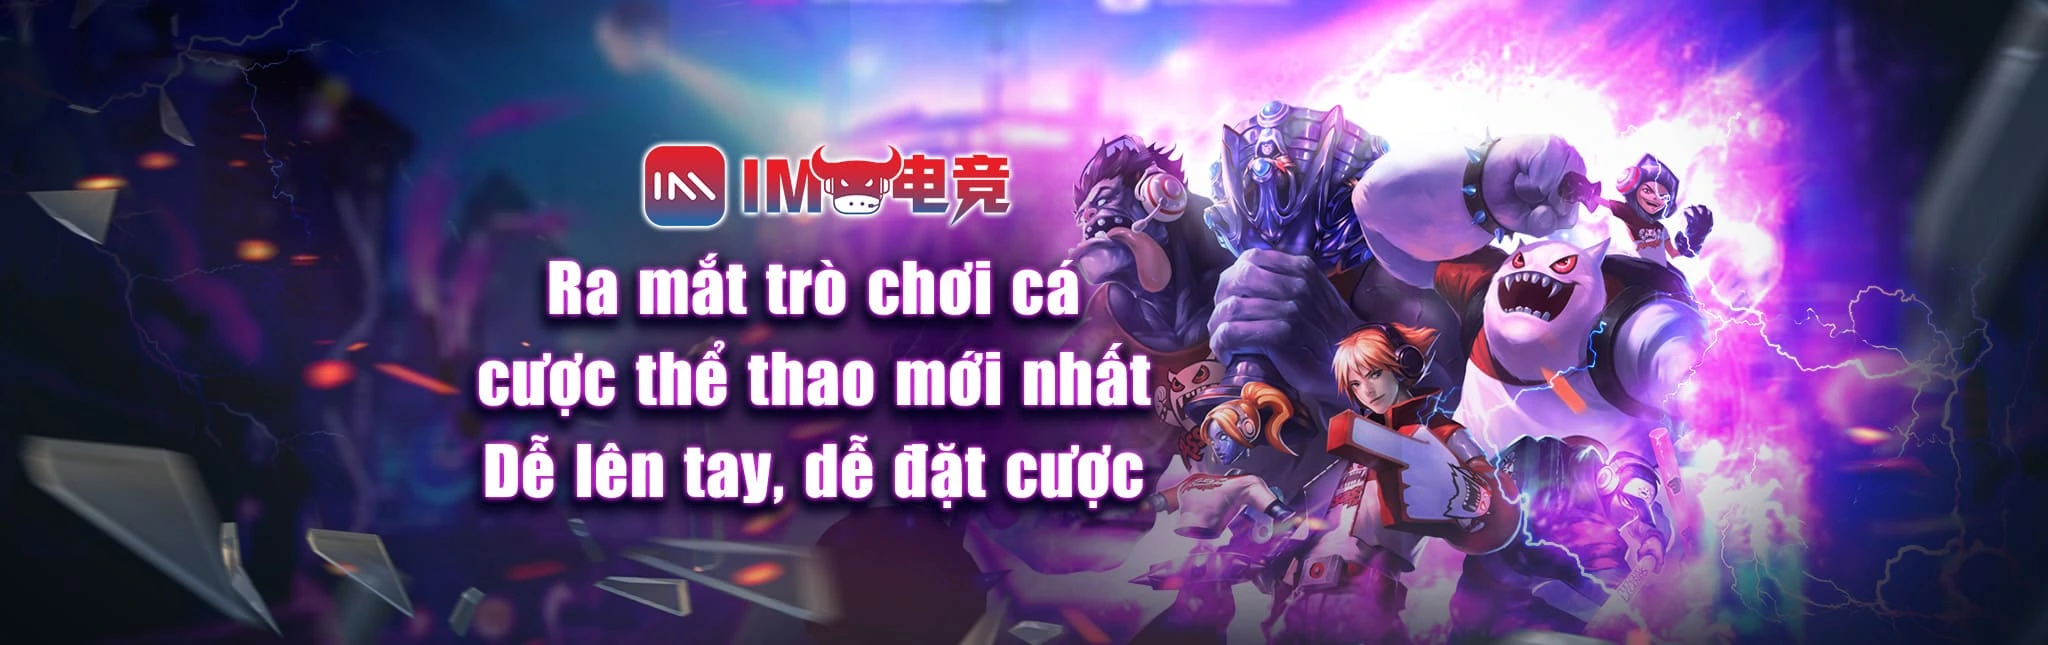 IM IM电竞
Ra mắt trò chơi cá
cược thể thao mới nhất
Dễ lên tay, dễ đặt cược